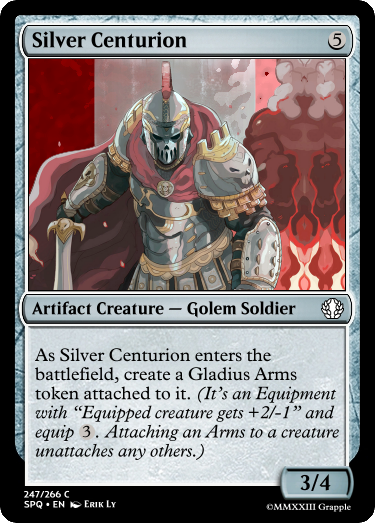 Silver Centurion 5
Artifact Creature — Golem Soldier
As Silver Centurion enters the
battlefield, create a Gladius Arms
token attached to it. (It's an Equipment
with “Equipped creature gets +2/-1” and
equip 3. Attaching an Arms to a creature
unattaches any others.)
3/4
247/266 C
SPQ • EN Erik Ly
©MMXXIII Grapple